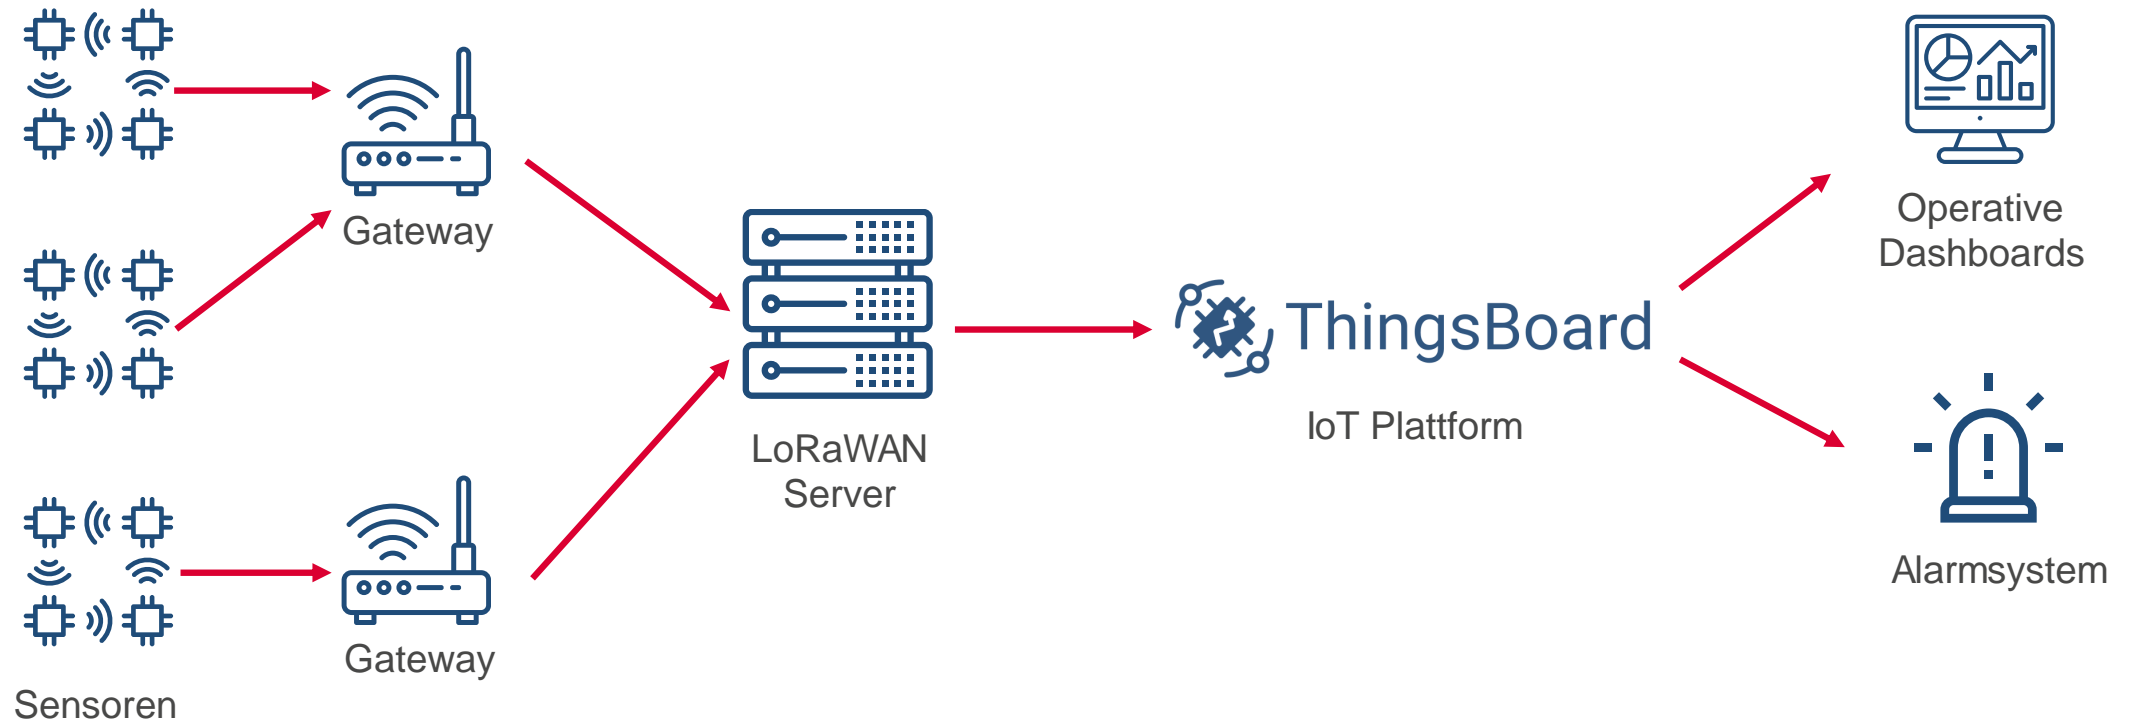 Gateway
Gateway
Sensoren
LoRaWAN
Server
ThingsBoard
IoT Plattform
Operative
Dashboards
Alarmsystem